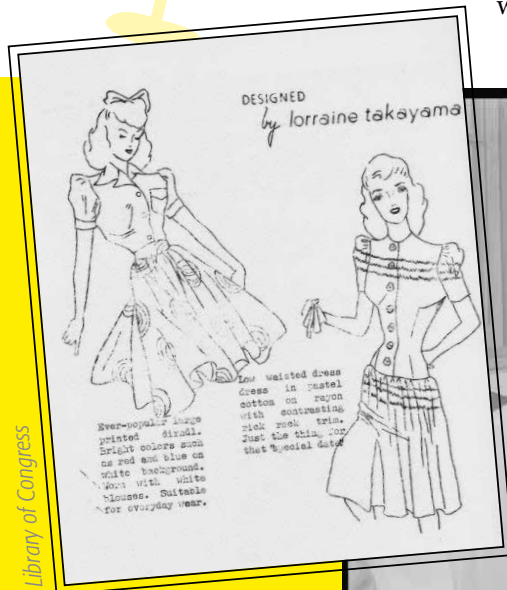 w
DESIGNED
by lorraine takayama
Ever-popular large
printed dirndl.
Bright colors such
as red and blue on
white background.
Worn with white
blouses. Suitable
for everyday wear.
Low waisted dress
dress in pastel
cotton on rayon
with contrasting
rick rack trim.
Just the thing for
that special date!
Library of Congress